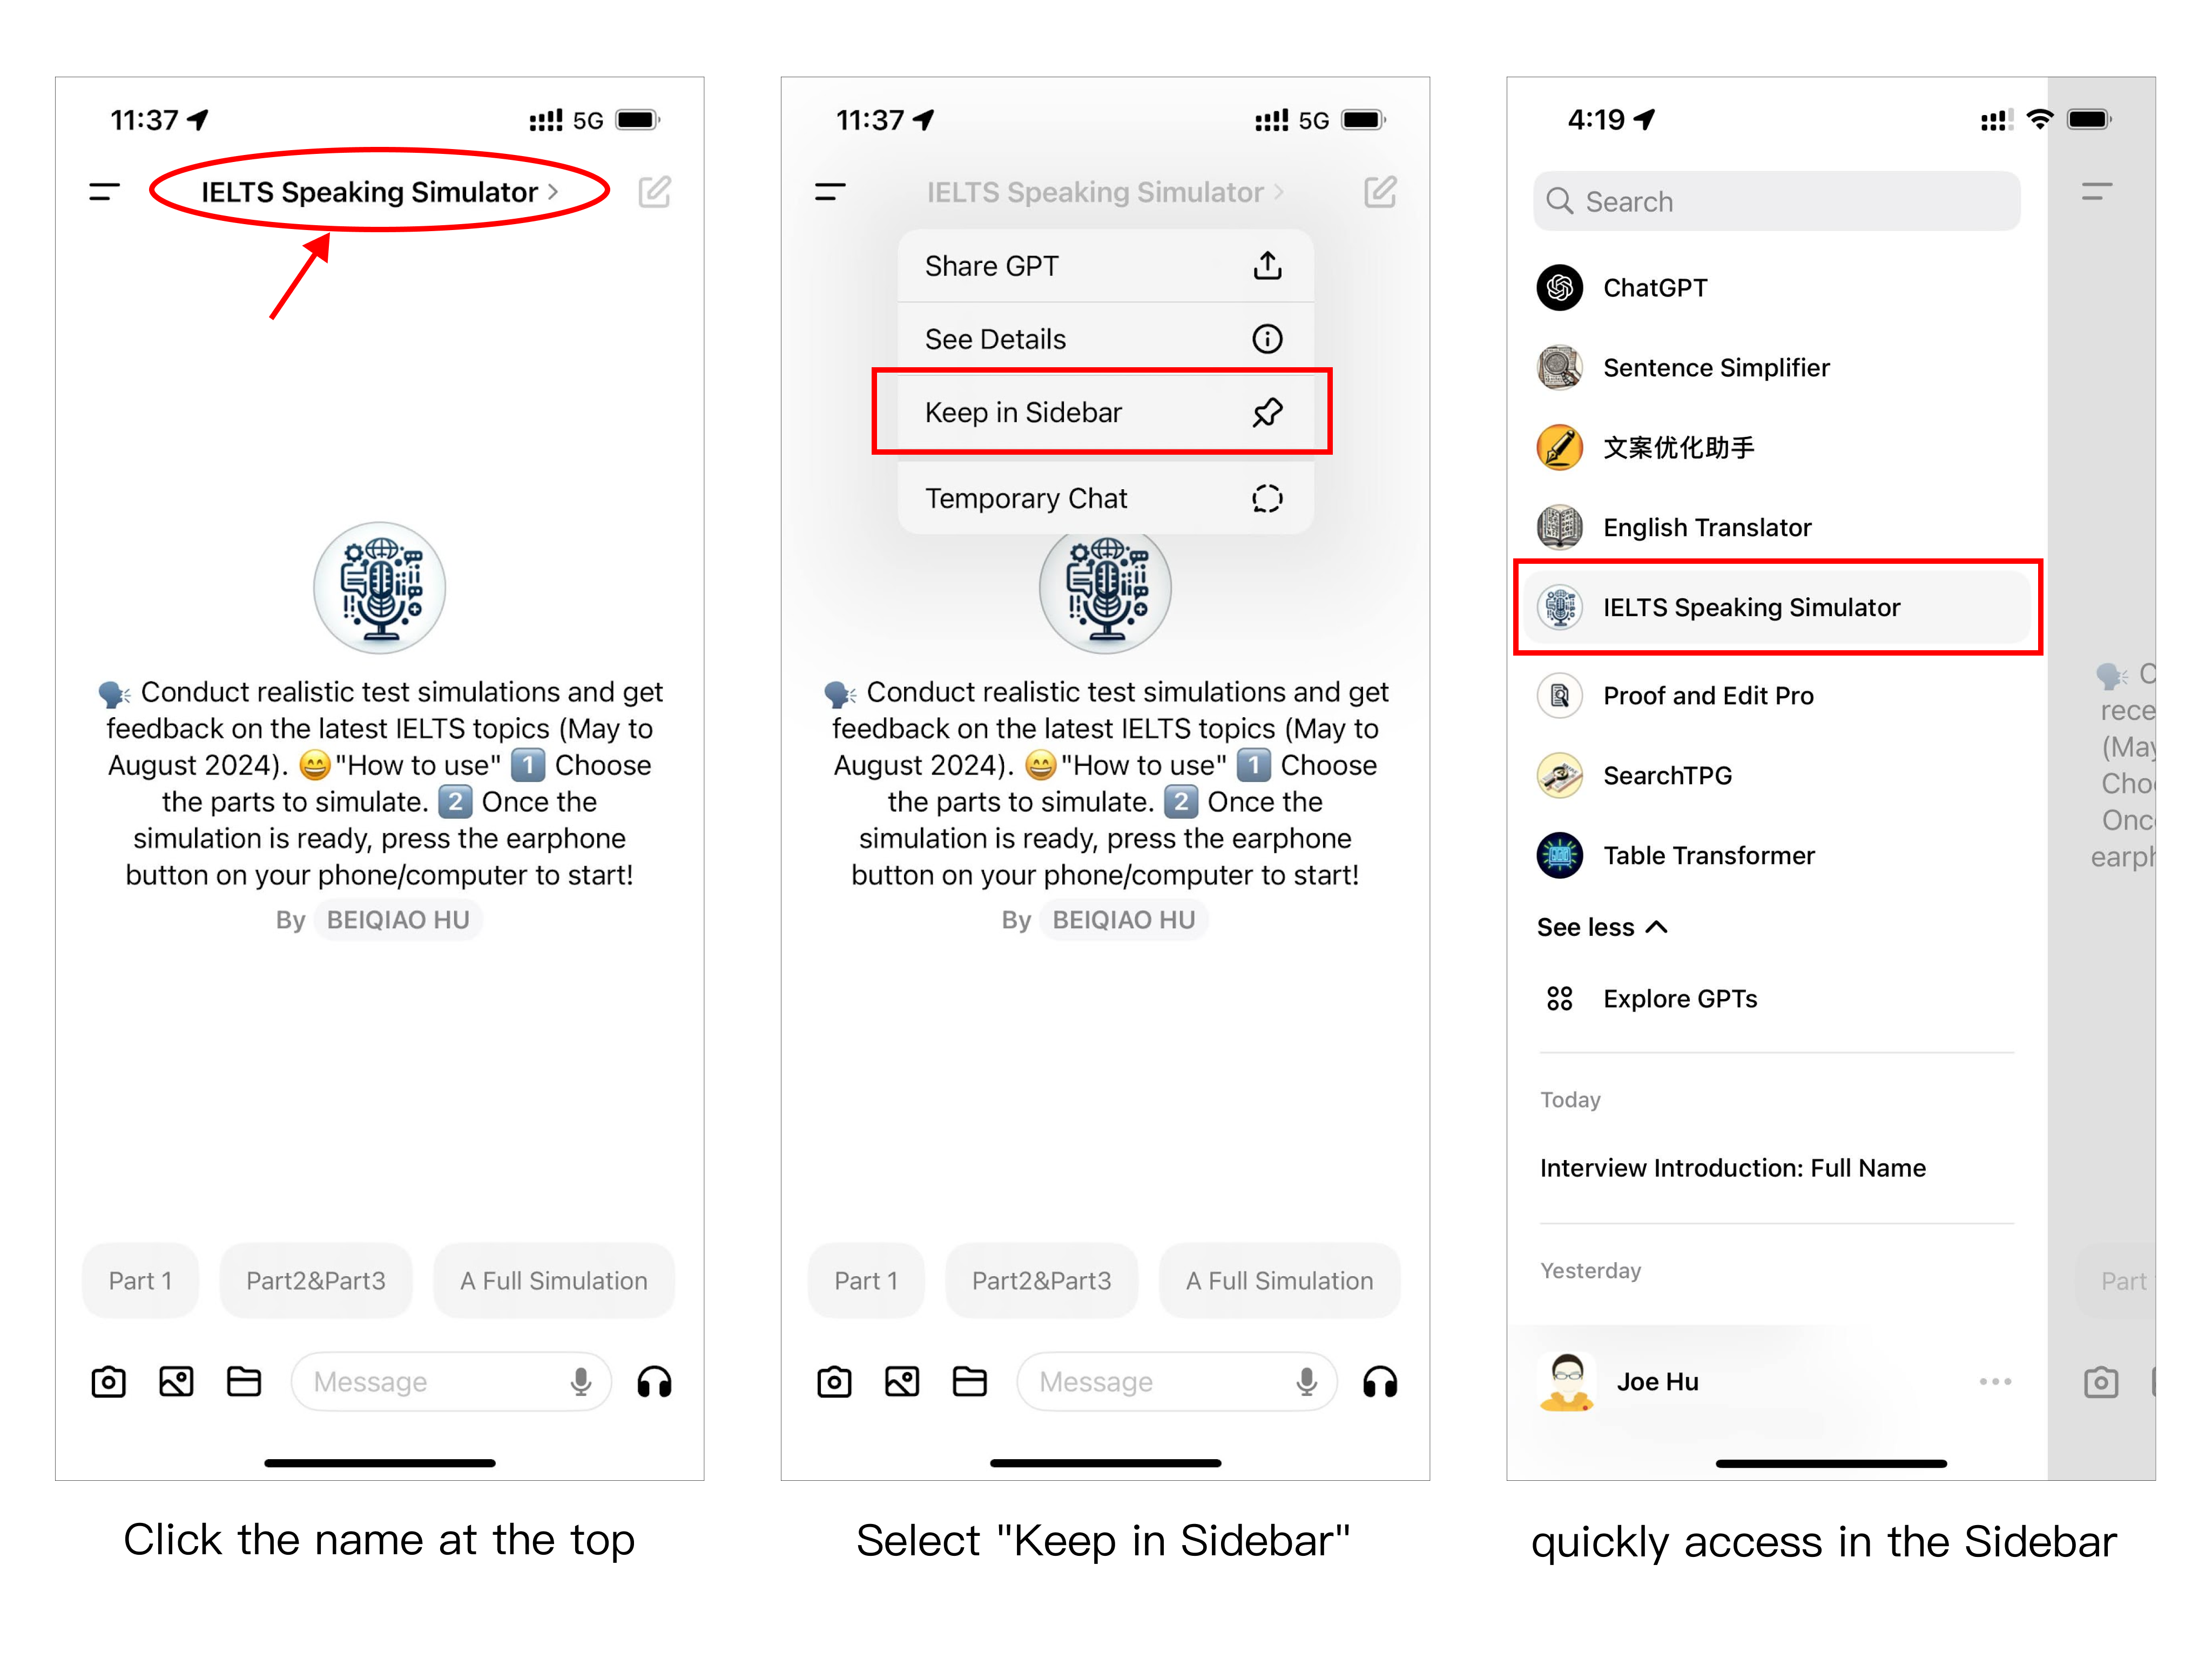 11:37
5G
IELTS Speaking Simulator >
🗣️ Conduct realistic test simulations and get
feedback on the latest IELTS topics (May to
August 2024). 😄"How to use" 1️⃣ Choose
the parts to simulate. 2️⃣ Once the
simulation is ready, press the earphone
button on your phone/computer to start!
By BEIQIAO HU
Part 1
Part2&Part3
A Full Simulation
Message
Click the name at the top
11:37
5G
IELTS Speaking Simulator >
Share GPT
See Details
Keep in Sidebar
Temporary Chat
🗣️ Conduct realistic test simulations and get
feedback on the latest IELTS topics (May to
August 2024). 😄"How to use" 1️⃣ Choose
the parts to simulate. 2️⃣ Once the
simulation is ready, press the earphone
button on your phone/computer to start!
By BEIQIAO HU
Part 1
Part2&Part3
A Full Simulation
Message
Select "Keep in Sidebar"
4:19
Search
ChatGPT
Sentence Simplifier
文案优化助手
English Translator
IELTS Speaking Simulator
Proof and Edit Pro
SearchTPG
Table Transformer
See less
Explore GPTs
Today
Interview Introduction: Full Name
Yesterday
Joe Hu
rece
(May
Choo
Onc
earph
Part
quickly access in the Sidebar